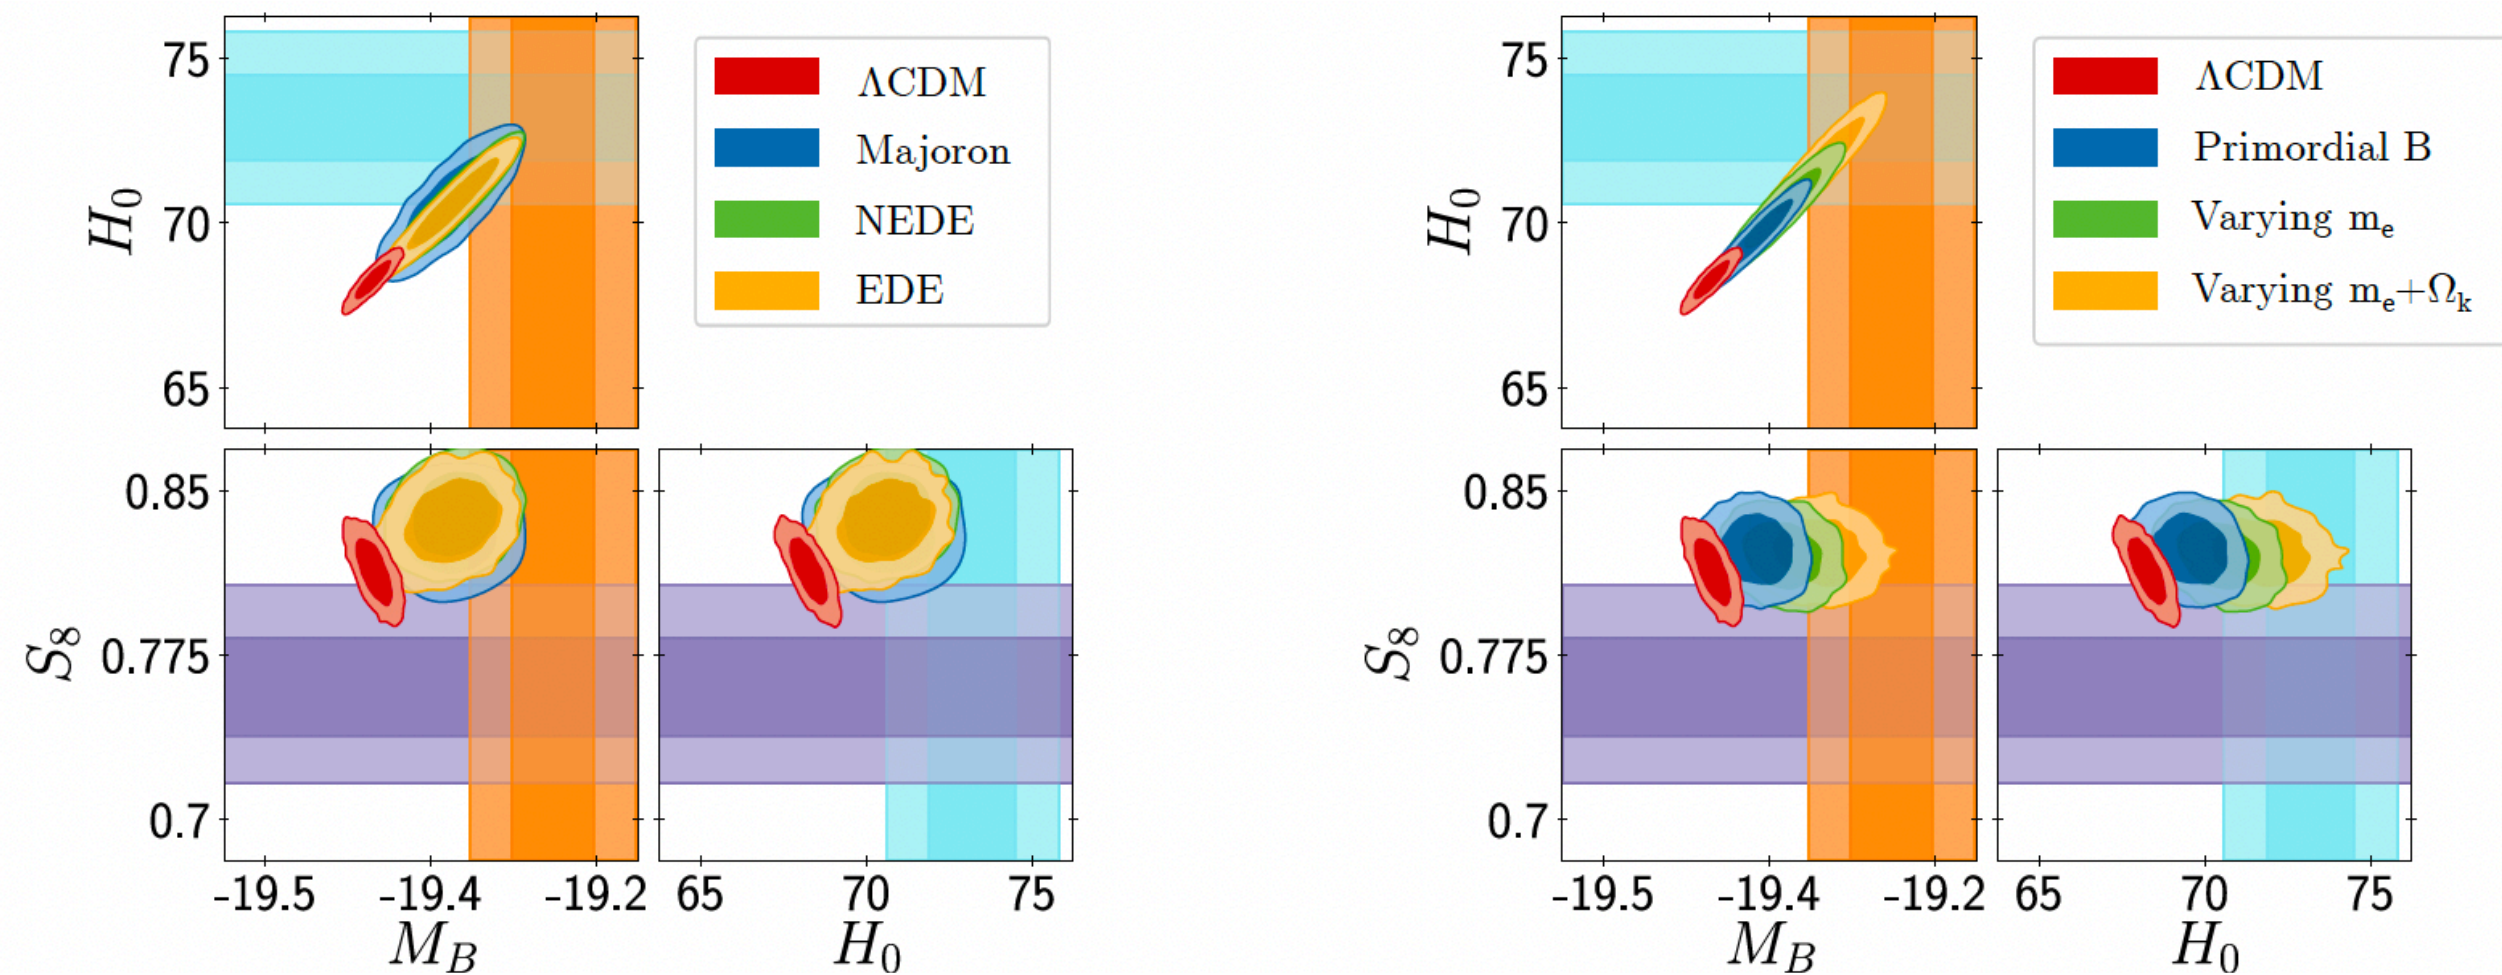 75
70
65
H₀
ΛCDM
Majoron
NEDE
EDE
0.85
0.775
0.7
S₈
-19.5
-19.4
-19.2
M_B
65
70
75
H₀
75
70
65
H₀
ΛCDM
Primordial B
Varying mₑ
Varying mₑ+Ωₖ
0.85
0.775
0.7
S₈
-19.5
-19.4
-19.2
M_B
65
70
75
H₀